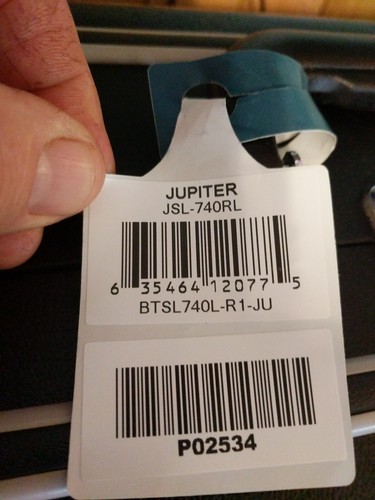 JUPITER
JSL-740RL
6 35464 12077 5
BTSL740L-R1-JU
P02534